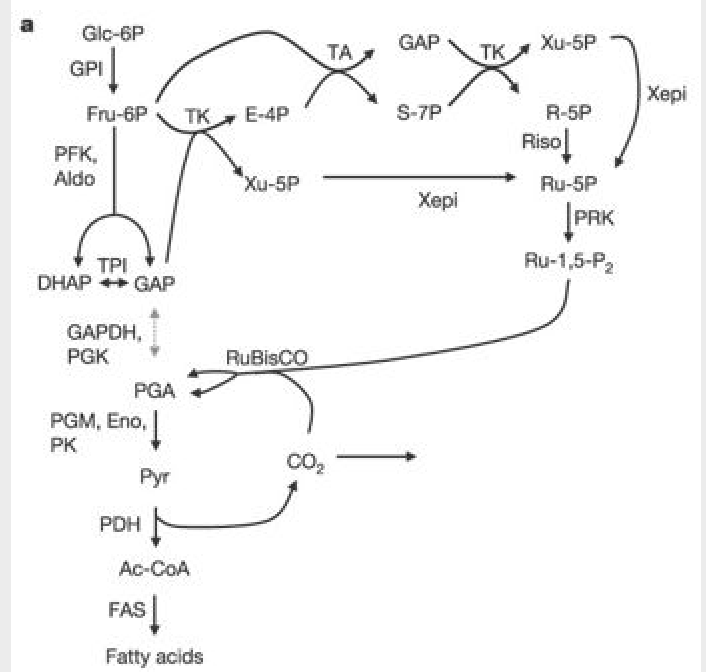 a
Glc-6P
GPI
Fru-6P
TK
E-4P
TA
GAP
TK
Xu-5P
Xepi
S-7P
R-5P
Riso
PFK,
Aldo
Xu-5P
Xepi
Ru-5P
PRK
Ru-1,5-P₂
TPI
DHAP
GAP
GAPDH,
PGK
RuBisCO
PGA
PGM, Eno,
PK
CO₂
Pyr
PDH
Ac-CoA
FAS
Fatty acids